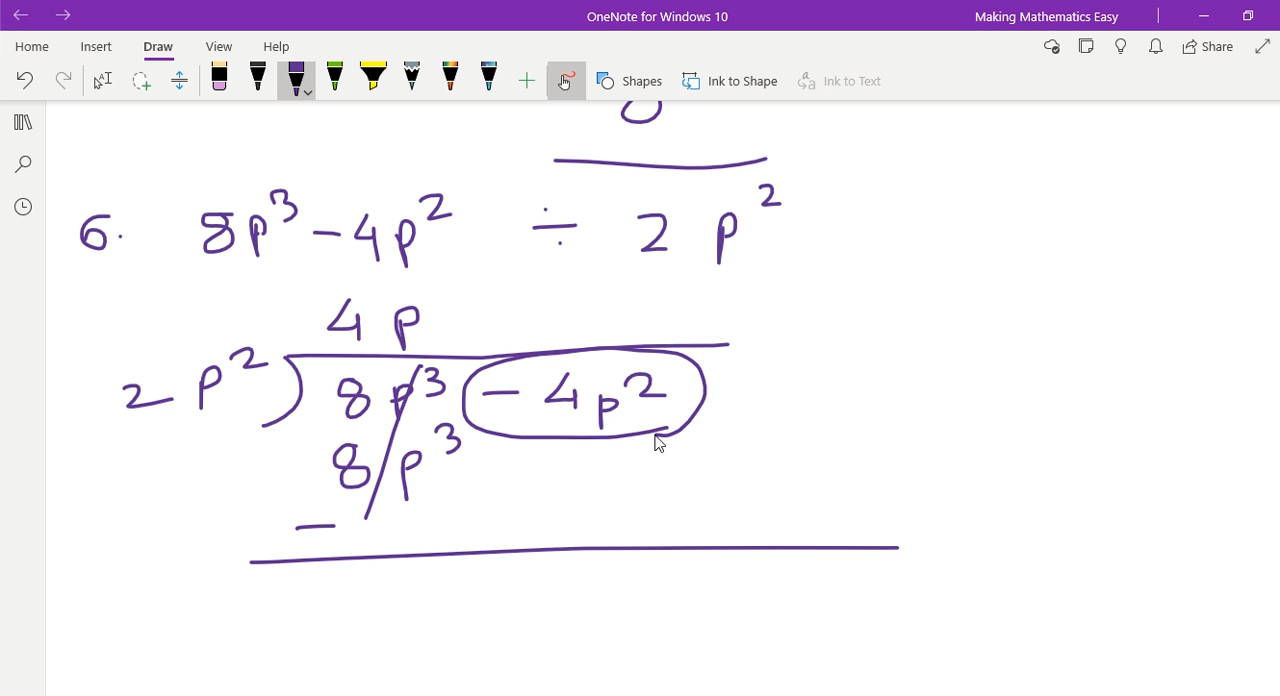 OneNote for Windows 10
Making Mathematics Easy
Home Insert Draw View Help
Share
Shapes Ink to Shape Ink to Text
6. 8p³ - 4p² ÷ 2p²
4p
2p² ) 8p³ - 4p²
8p³
-